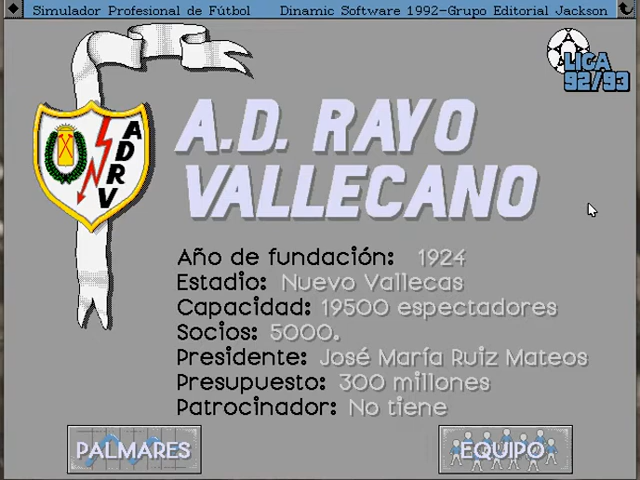 Simulador Profesional de Fútbol Dinamic Software 1992-Grupo Editorial Jackson
LIGA
92/93
A.D. RAYO
VALLECANO
A
D
R
V
Año de fundación: 1924
Estadio: Nuevo Vallecas
Capacidad: 19500 espectadores
Socios: 5000.
Presidente: José María Ruiz Mateos
Presupuesto: 300 millones
Patrocinador: No tiene
PALMARES EQUIPO